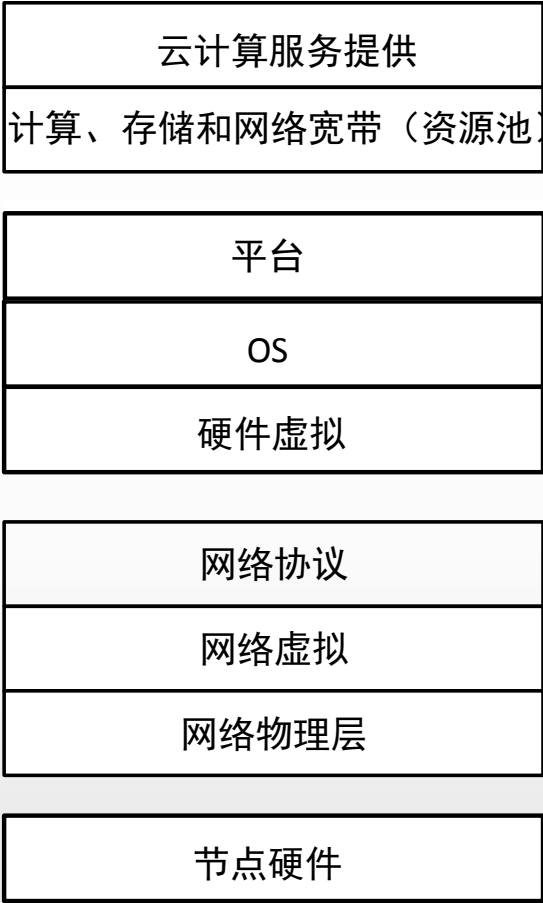 云计算服务提供
计算、存储和网络宽带（资源池）
平台
OS
硬件虚拟
网络协议
网络虚拟
网络物理层
节点硬件